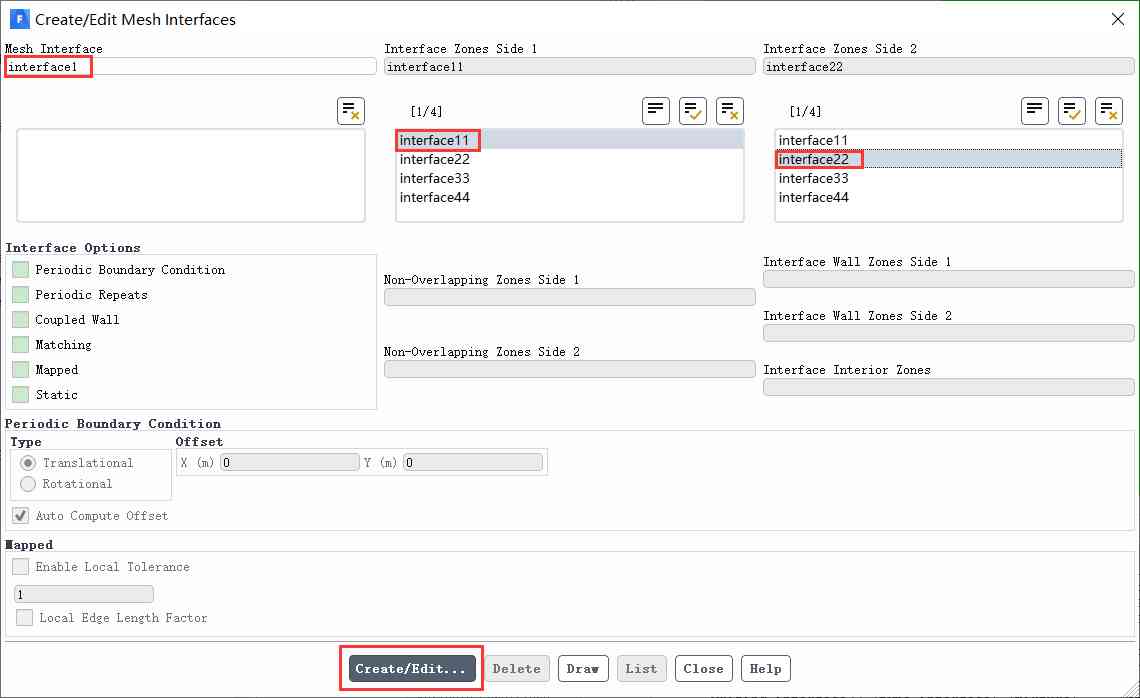 Create/Edit Mesh Interfaces
Mesh Interface
Interface Zones Side 1
Interface Zones Side 2
interface1
interface11
interface22
[1/4]
[1/4]
interface11
interface22
interface33
interface44
interface11
interface22
interface33
interface44
Interface Options
Periodic Boundary Condition
Periodic Repeats
Coupled Wall
Matching
Mapped
Static
Non-Overlapping Zones Side 1
Non-Overlapping Zones Side 2
Interface Wall Zones Side 1
Interface Wall Zones Side 2
Interface Interior Zones
Periodic Boundary Condition
Type
Translational
Rotational
Offset
X (m) 0 Y (m) 0
Auto Compute Offset
Mapped
Enable Local Tolerance
1
Local Edge Length Factor
Create/Edit... Delete Draw List Close Help